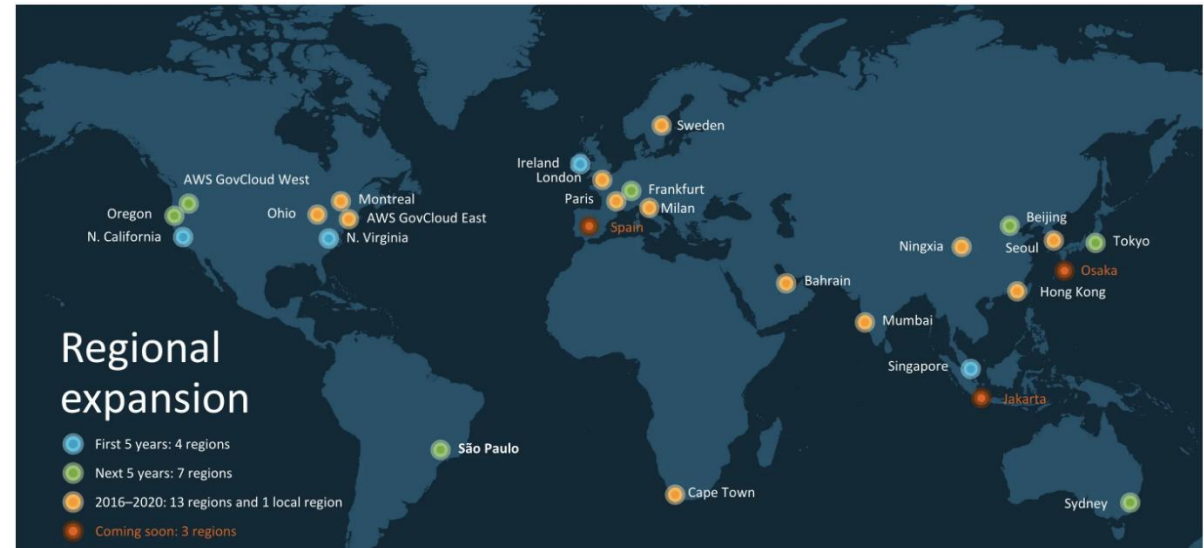 Sweden
Ireland
London
AWS GovCloud West
Frankfurt
Paris
Montreal
Milan
Oregon
Ohio
AWS GovCloud East
Beijing
Spain
N. California
N. Virginia
Ningxia
Seoul
Tokyo
Osaka
Bahrain
Hong Kong
Mumbai
Regional
expansion
Singapore
Jakarta
First 5 years: 4 regions
São Paulo
Next 5 years: 7 regions
Cape Town
2016–2020: 13 regions and 1 local region
Sydney
Coming soon: 3 regions